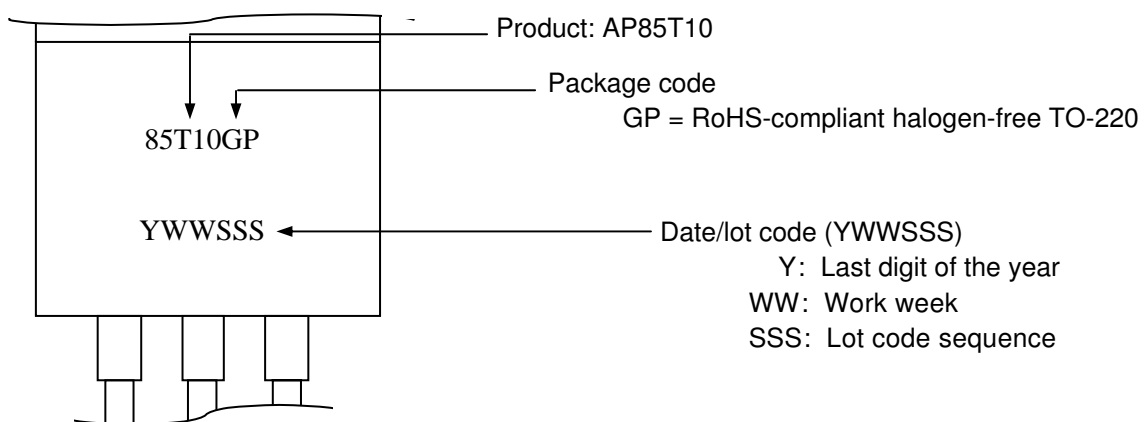 Product: AP85T10
Package code
GP = RoHS-compliant halogen-free TO-220
85T10GP
YWWSSS
Date/lot code (YWWSSS)
Y: Last digit of the year
WW: Work week
SSS: Lot code sequence